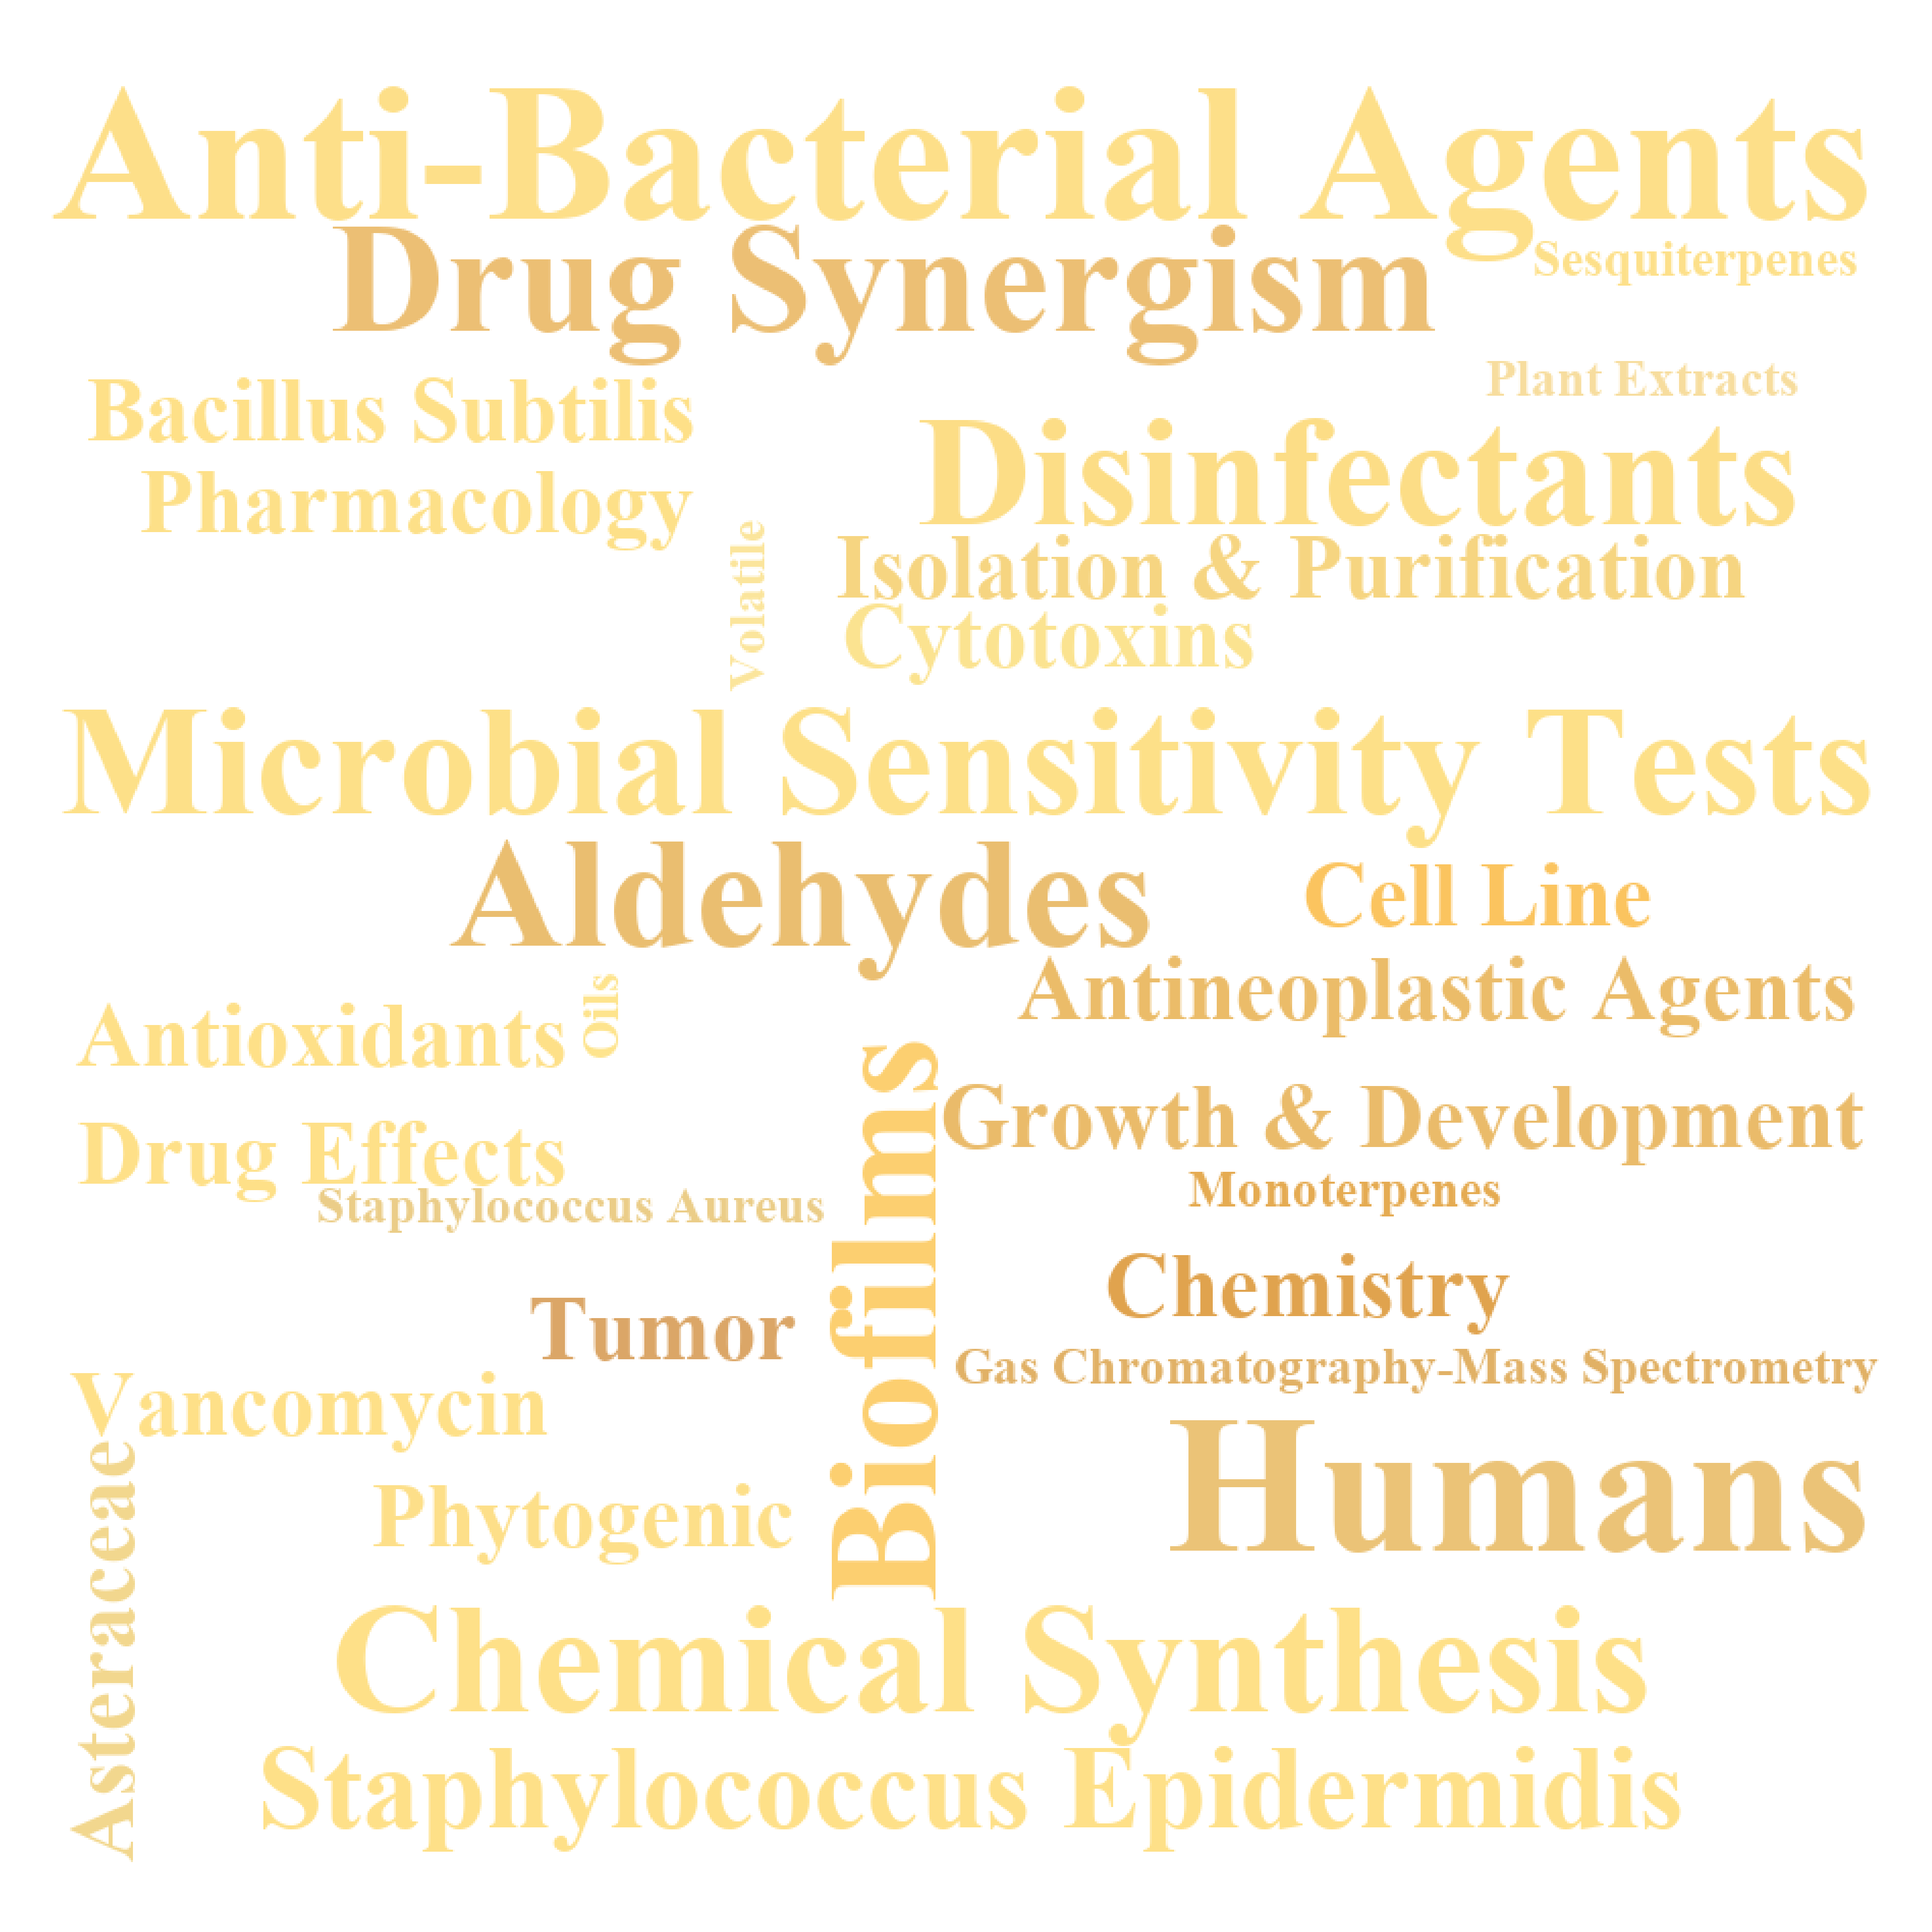 Anti-Bacterial Agents
Drug Synergism
Sesquiterpenes
Plant Extracts
Bacillus Subtilis
Disinfectants
Pharmacology
Volatile
Isolation & Purification
Cytotoxins
Microbial Sensitivity Tests
Aldehydes
Cell Line
Antineoplastic Agents
Antioxidants
Oils
Biofilms
Growth & Development
Drug Effects
Monoterpenes
Staphylococcus Aureus
Chemistry
Tumor
Gas Chromatography-Mass Spectrometry
Vancomycin
Humans
Asteraceae
Phytogenic
Chemical Synthesis
Staphylococcus Epidermidis